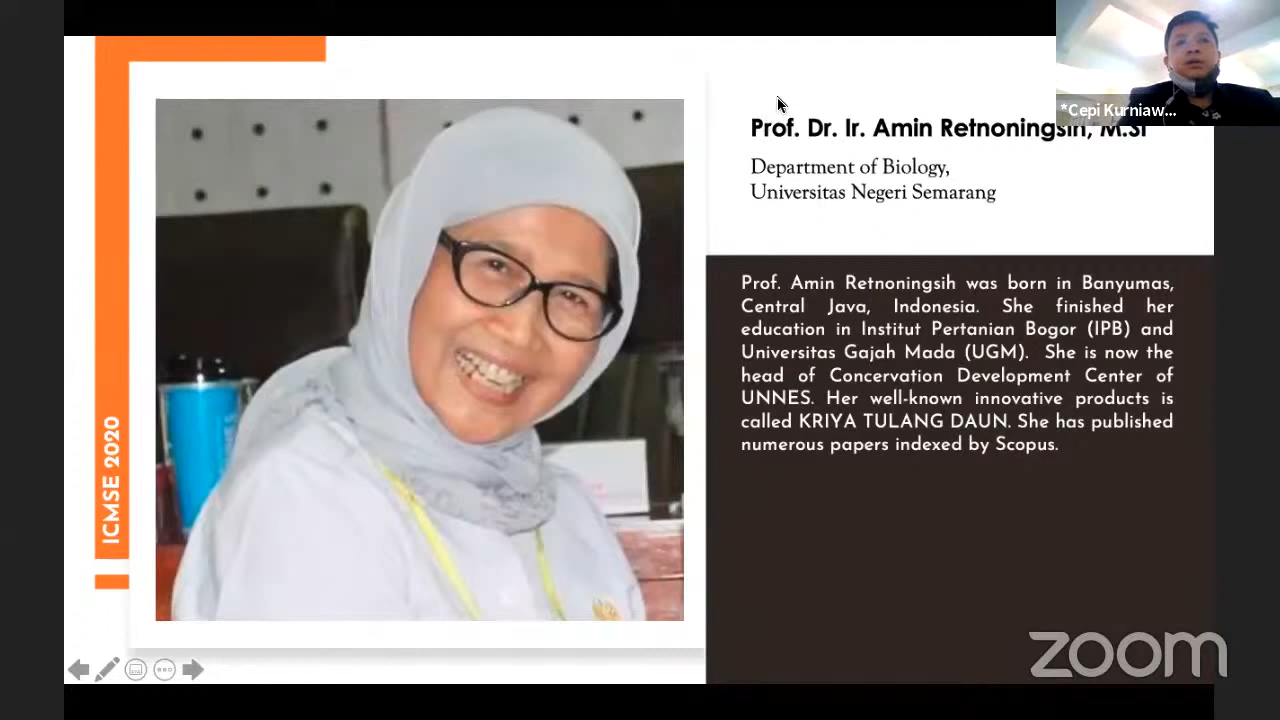 *Cepi Kurniaw...
Prof. Dr. Ir. Amin Retnoningsih, M.Si
Department of Biology,
Universitas Negeri Semarang
Prof. Amin Retnoningsih was born in Banyumas,
Central Java, Indonesia. She finished her
education in Institut Pertanian Bogor (IPB) and
Universitas Gajah Mada (UGM). She is now the
head of Concervation Development Center of
UNNES. Her well-known innovative products is
called KRIYA TULANG DAUN. She has published
numerous papers indexed by Scopus.
ICMSE 2020
zoom